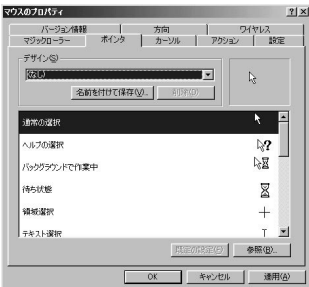 マウスのプロパティ
バージョン情報 方向 ワイヤレス
マジックローラー ポインタ カーソル アクション 設定
デザイン(S)
(なし)
名前を付けて保存(V)... 削除(D)
通常の選択
ヘルプの選択
バックグラウンドで作業中
待ち状態
領域選択
テキスト選択
既定の設定(F) 参照(B)...
OK キャンセル 適用(A)